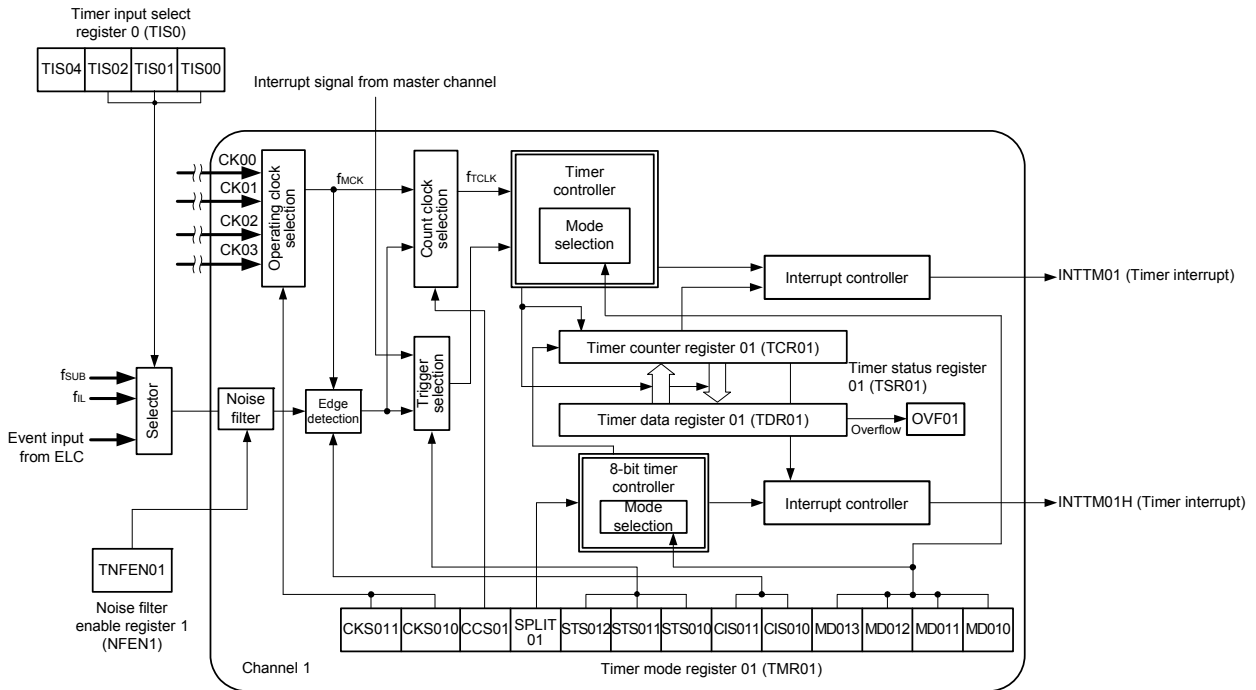 Timer input select
register 0 (TIS0)
TIS04 TIS02 TIS01 TIS00
Interrupt signal from master channel
CK00
CK01
CK02
CK03
Operating clock
selection
fMCK
Count clock
selection
fTCLK
Timer
controller
Mode
selection
Interrupt controller
INTTM01 (Timer interrupt)
Timer counter register 01 (TCR01)
Timer status register
01 (TSR01)
Trigger
selection
fSUB
fIL
Event input
from ELC
Selector
Noise
filter
Edge
detection
Timer data register 01 (TDR01)
Overflow
OVF01
8-bit timer
controller
Mode
selection
Interrupt controller
INTTM01H (Timer interrupt)
TNFEN01
Noise filter
enable register 1
(NFEN1)
CKS011 CKS010 CCS01 SPLIT
01 STS012 STS011 STS010 CIS011 CIS010 MD013 MD012 MD011 MD010
Channel 1
Timer mode register 01 (TMR01)